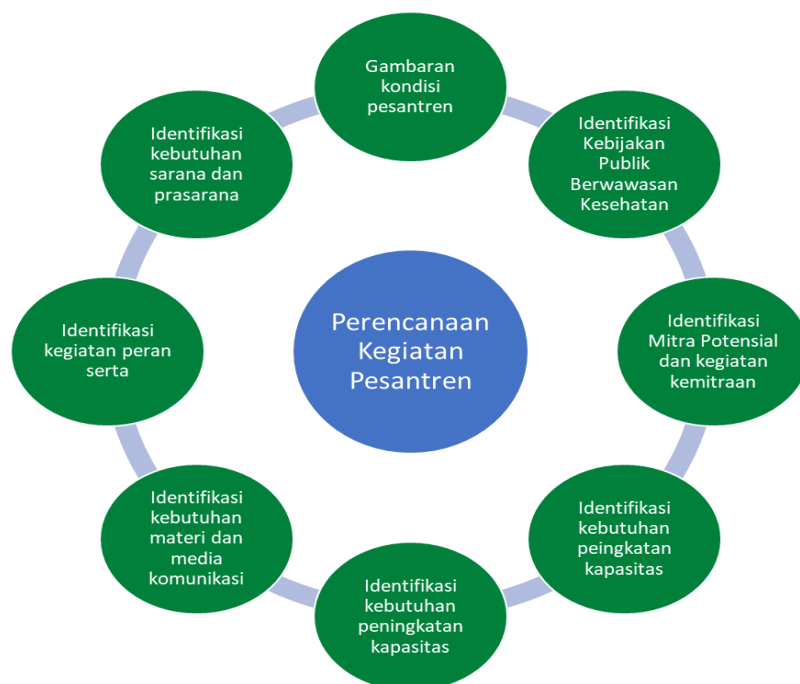 Gambaran
kondisi
pesantren
Identifikasi
Kebijakan
Publik
Berwawasan
Kesehatan
Identifikasi
Mitra Potensial
dan kegiatan
kemitraan
Identifikasi
kebutuhan
peingkatan
kapasitas
Identifikasi
kebutuhan
peningkatan
kapasitas
Identifikasi
kebutuhan
materi dan
media
komunikasi
Identifikasi
kegiatan peran
serta
Identifikasi
kebutuhan
sarana dan
prasarana
Perencanaan
Kegiatan
Pesantren